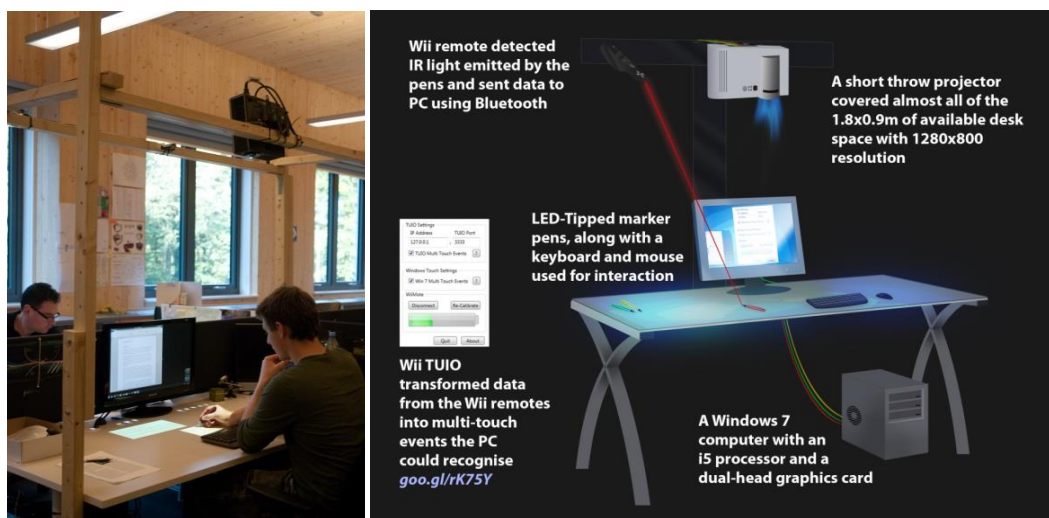 Wii remote detected
IR light emitted by the
pens and sent data to
PC using Bluetooth
A short throw projector
covered almost all of the
1.8x0.9m of available desk
space with 1280x800
resolution
LED-Tipped marker
pens, along with a
keyboard and mouse
used for interaction
TUIO Settings
IP Address TUIO Port
127.0.0.1 : 3333
TUIO Multi Touch Events
Windows Touch Settings
Win 7 Multi Touch Events
WiiMote
Disconnect Re-Calibrate
Quit About
Wii TUIO
transformed data
from the Wii remotes
into multi-touch
events the PC
could recognise
goo.gl/rK75Y
A Windows 7
computer with an
i5 processor and a
dual-head graphics card